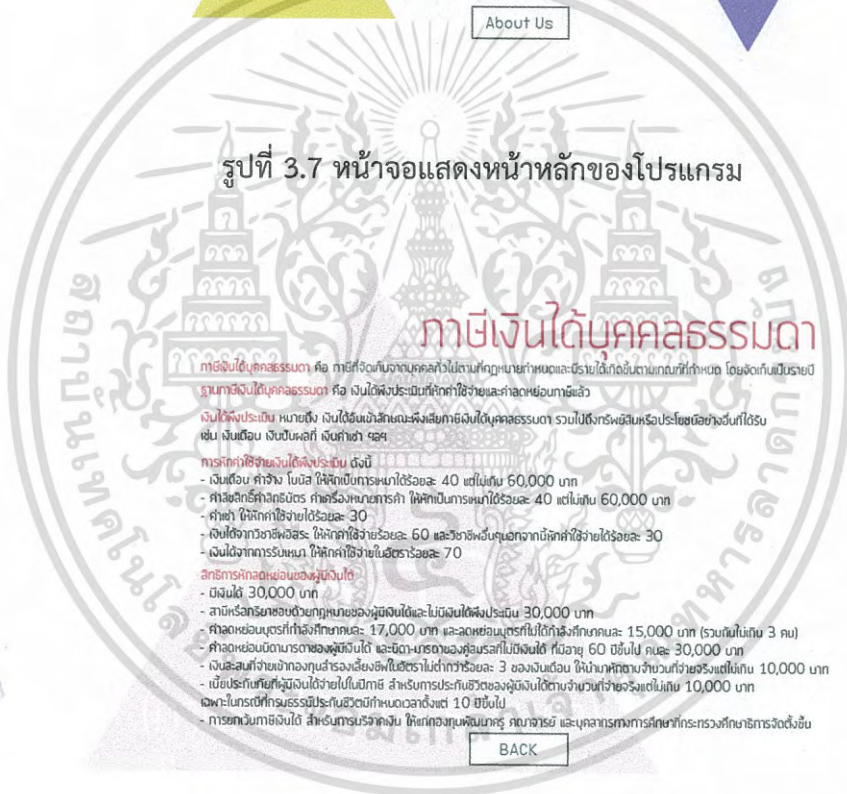 About Us
รูปที่ 3.7 หน้าจอแสดงหน้าหลักของโปรแกรม
ภาษีเงินได้บุคคลธรรมดา
ภาษีเงินได้บุคคลธรรมดา คือ ภาษีที่จัดเก็บจากบุคคลทั่วไปตามที่กฎหมายกำหนดและมีรายได้เกิดขึ้นตามเกณฑ์ที่กำหนด โดยจัดเก็บเป็นรายปี
ฐานภาษีเงินได้บุคคลธรรมดา คือ เงินได้พึงประเมินที่หักค่าใช้จ่ายและค่าลดหย่อนภาษีแล้ว
เงินได้พึงประเมิน หมายถึง เงินได้อันเข้าลักษณะพึงเสียภาษีเงินได้บุคคลธรรมดา รวมไปถึงทรัพย์สินหรือประโยชน์อย่างอื่นที่ได้รับ
เช่น เงินเดือน เงินปันผลที่ เงินค่าเช่า ฯลฯ
การหักค่าใช้จ่ายเงินได้พึงประเมิน ดังนี้
- เงินเดือน ค่าจ้าง โบนัส ให้หักเป็นการเหมาได้ร้อยละ 40 แต่ไม่เกิน 60,000 บาท
- ค่าลิขสิทธิ์ค่าสิทธิบัตร ค่าเครื่องหมายการค้า ให้หักเป็นการเหมาได้ร้อยละ 40 แต่ไม่เกิน 60,000 บาท
- ค่าเช่า ให้หักค่าใช้จ่ายได้ร้อยละ 30
- เงินได้จากวิชาชีพอิสระ ให้หักค่าใช้จ่ายร้อยละ 60 และวิชาชีพอื่นๆนอกจากนี้หักค่าใช้จ่ายได้ร้อยละ 30
- เงินได้จากการรับเหมา ให้หักค่าใช้จ่ายในอัตราร้อยละ 70
สิทธิการหักลดหย่อนของผู้มีเงินได้
- มีเงินได้ 30,000 บาท
- สามีหรือภรรยาชอบด้วยกฎหมายของผู้มีเงินได้และไม่มีเงินได้พึงประเมิน 30,000 บาท
- ค่าลดหย่อนบุตรที่กำลังศึกษาคนละ 17,000 บาท และลดหย่อนบุตรที่ไม่ได้กำลังศึกษาคนละ 15,000 บาท (รวมกันไม่เกิน 3 คน)
- ค่าลดหย่อนบิดามารดาของผู้มีเงินได้ และบิดา-มารดาของคู่สมรสที่ไม่มีเงินได้ ที่มีอายุ 60 ปีขึ้นไป คนละ 30,000 บาท
- เงินสะสมที่จ่ายเข้ากองทุนสำรองเลี้ยงชีพในอัตราไม่ต่ำกว่าร้อยละ 3 ของเงินเดือน ให้นำมาหักตามจำนวนที่จ่ายจริงแต่ไม่เกิน 10,000 บาท
- เบี้ยประกันภัยที่ผู้มีเงินได้จ่ายไปในปีภาษี สำหรับการประกันชีวิตของผู้มีเงินได้ตามจำนวนที่จ่ายจริงแต่ไม่เกิน 10,000 บาท
เฉพาะในกรณีที่กรมธรรม์ประกันชีวิตมีกำหนดเวลาตั้งแต่ 10 ปีขึ้นไป
- การยกเว้นภาษีเงินได้ สำหรับการบริจาคเงิน ให้แก่กองทุนพัฒนาครู คณาจารย์ และบุคลากรทางการศึกษาที่กระทรวงศึกษาธิการจัดตั้งขึ้น
BACK